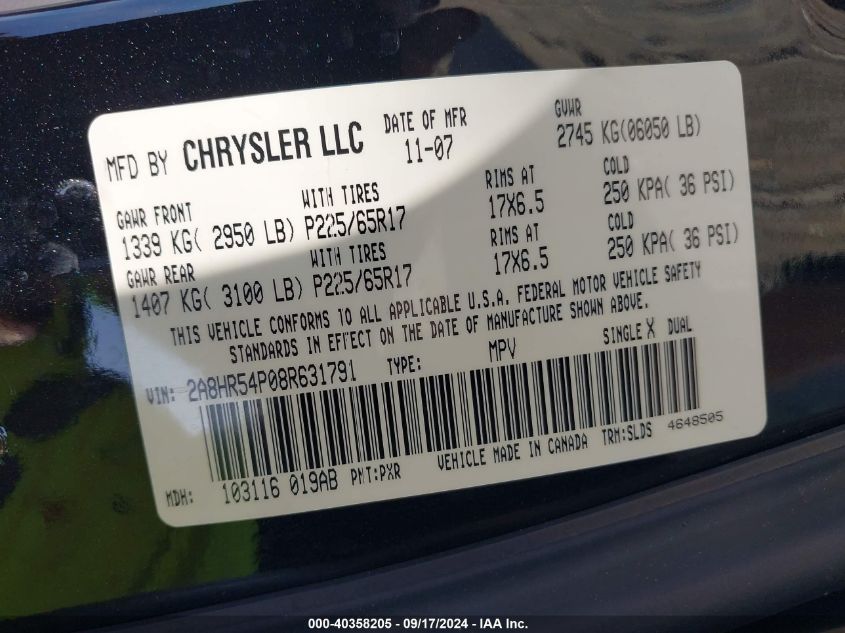 MFD BY CHRYSLER LLC DATE OF MFR 11-07 GVWR 2745 KG(06050 LB)
GAWR FRONT WITH TIRES RIMS AT COLD
1339 KG( 2950 LB) P225/65R17 17X6.5 250 KPA( 36 PSI)
GAWR REAR WITH TIRES RIMS AT COLD
1407 KG( 3100 LB) P225/65R17 17X6.5 250 KPA( 36 PSI)
THIS VEHICLE CONFORMS TO ALL APPLICABLE U.S.A. FEDERAL MOTOR VEHICLE SAFETY
STANDARDS IN EFFECT ON THE DATE OF MANUFACTURE SHOWN ABOVE.
VIN: 2A8HR54P08R631791 TYPE: MPV SINGLE X DUAL
MDH: 103116 019AB PNT:PXR VEHICLE MADE IN CANADA TRM:SLDS 4648505
000-40358205 - 09/17/2024 - IAA Inc.